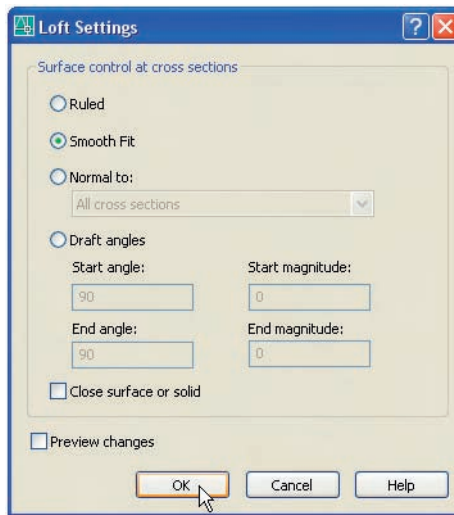 Loft Settings
Surface control at cross sections
Ruled
Smooth Fit
Normal to:
All cross sections
Draft angles
Start angle: Start magnitude:
90 0
End angle: End magnitude:
90 0
Close surface or solid
Preview changes
OK Cancel Help